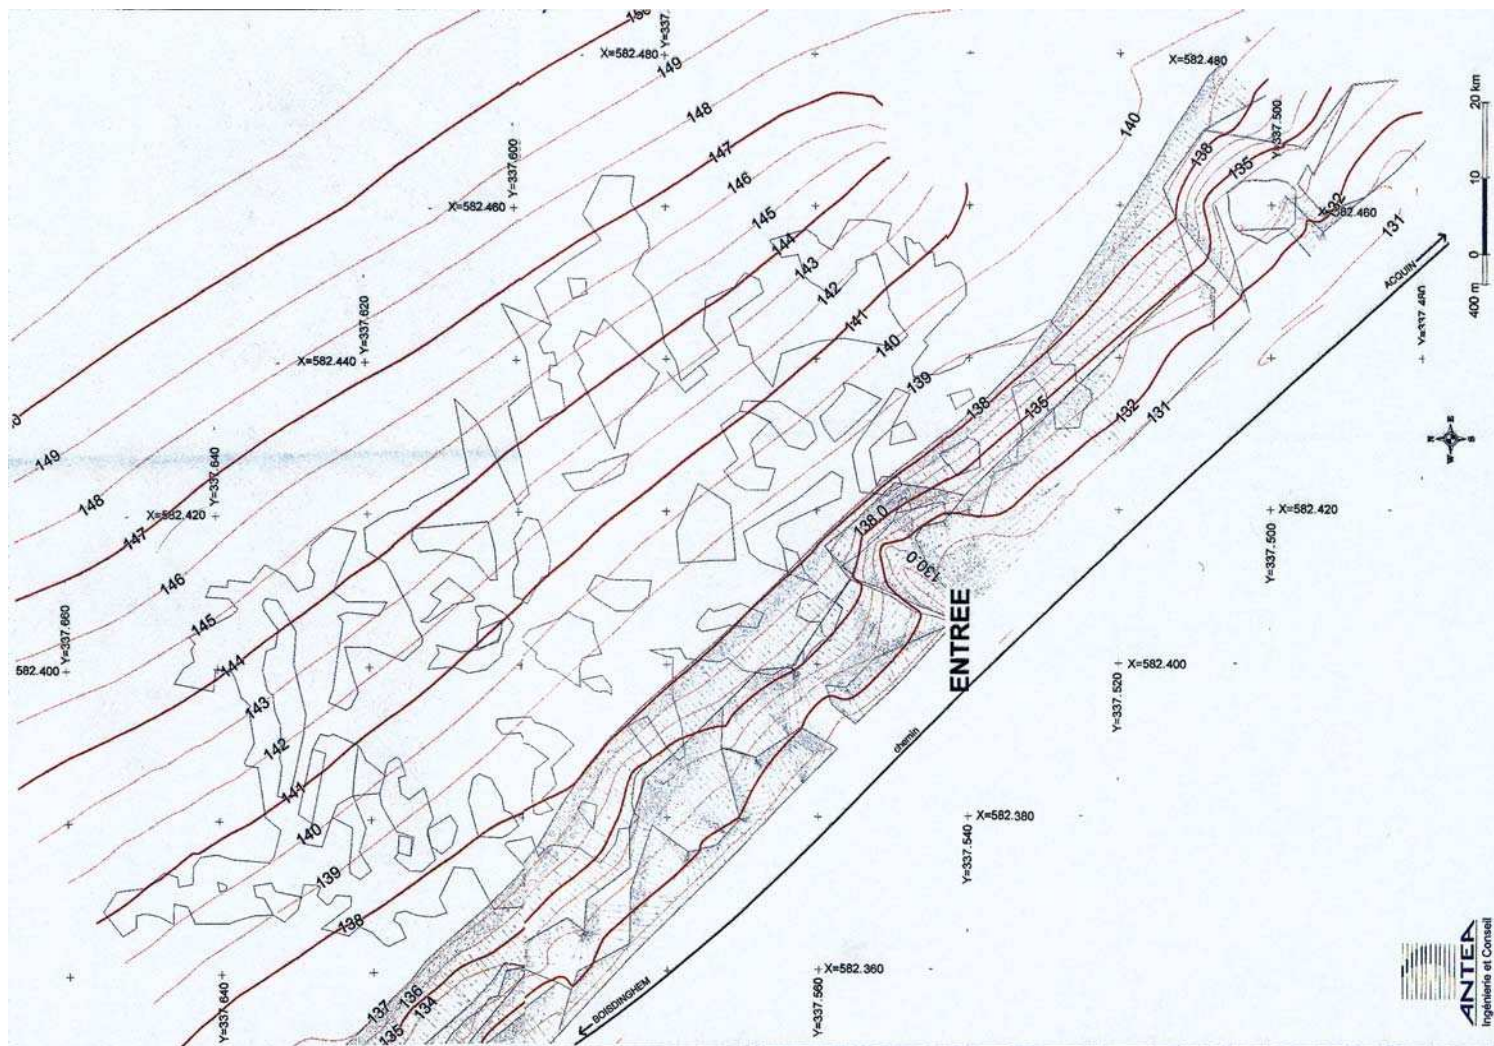 X=582.480
Y=337.
149
148
147
146
145
144
143
142
141
140
139
138
135
132
131
X=582.480
140
138
135
Y=337.500
X=582.460
132
131
ACQUIN
20 km
10
0
400 m
Y=337.600
X=582.460
Y=337.620
X=582.440
Y=337.640
X=582.420
Y=337.660
582.400
149
148
147
146
145
144
143
142
141
140
139
138
137
136
135
134
138.0
130.0
ENTREE
chemin
BOISDINGHEM
N
E
S
W
X=582.420
Y=337.500
X=582.400
Y=337.520
X=582.380
Y=337.540
X=582.360
Y=337.560
Y=337.640
ANTEA
Ingénierie et Conseil